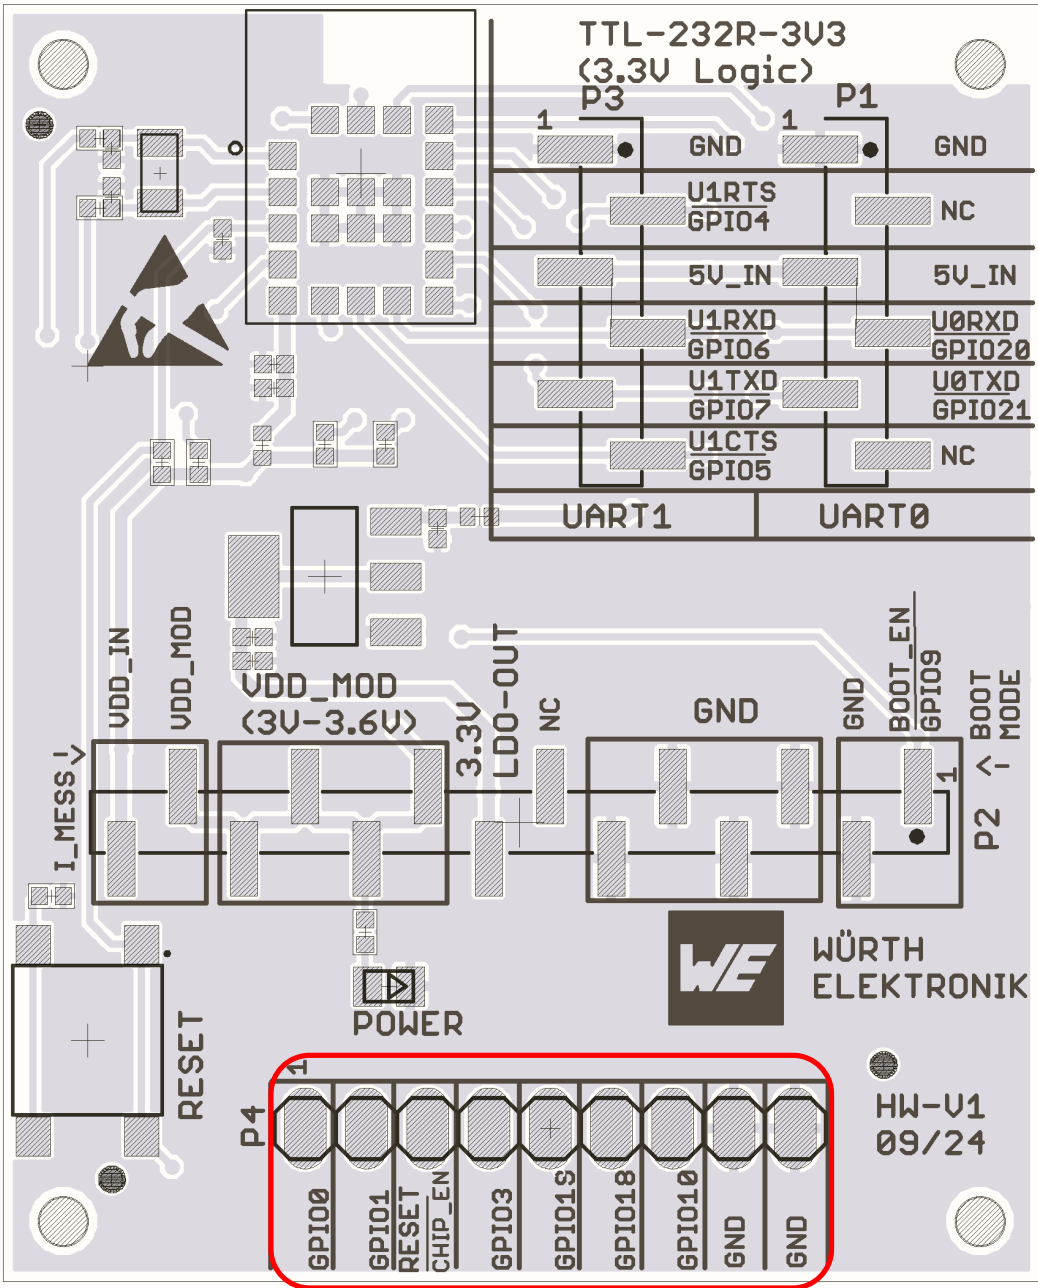 TTL-232R-3V3
(3.3V Logic)
P3
P1
1
1
GND
GND
U1RTS
GPIO4
NC
5V_IN
5V_IN
U1RXD
GPIO6
U0RXD
GPIO20
U1TXD
GPIO7
U0TXD
GPIO21
U1CTS
GPIO5
NC
UART1
UART0
VDD_IN
VDD_MOD
VDD_MOD
(3V-3.6V)
3.3V
LDO-OUT
NC
GND
GND
BOOT_EN
GPIO9
<- BOOT
MODE
I_MESS ->
1
P2
WE
WÜRTH
ELEKTRONIK
POWER
RESET
1
P4
GPIO0
GPIO1
RESET
CHIP_EN
GPIO3
GPIO19
GPIO18
GPIO10
GND
GND
HW-V1
09/24